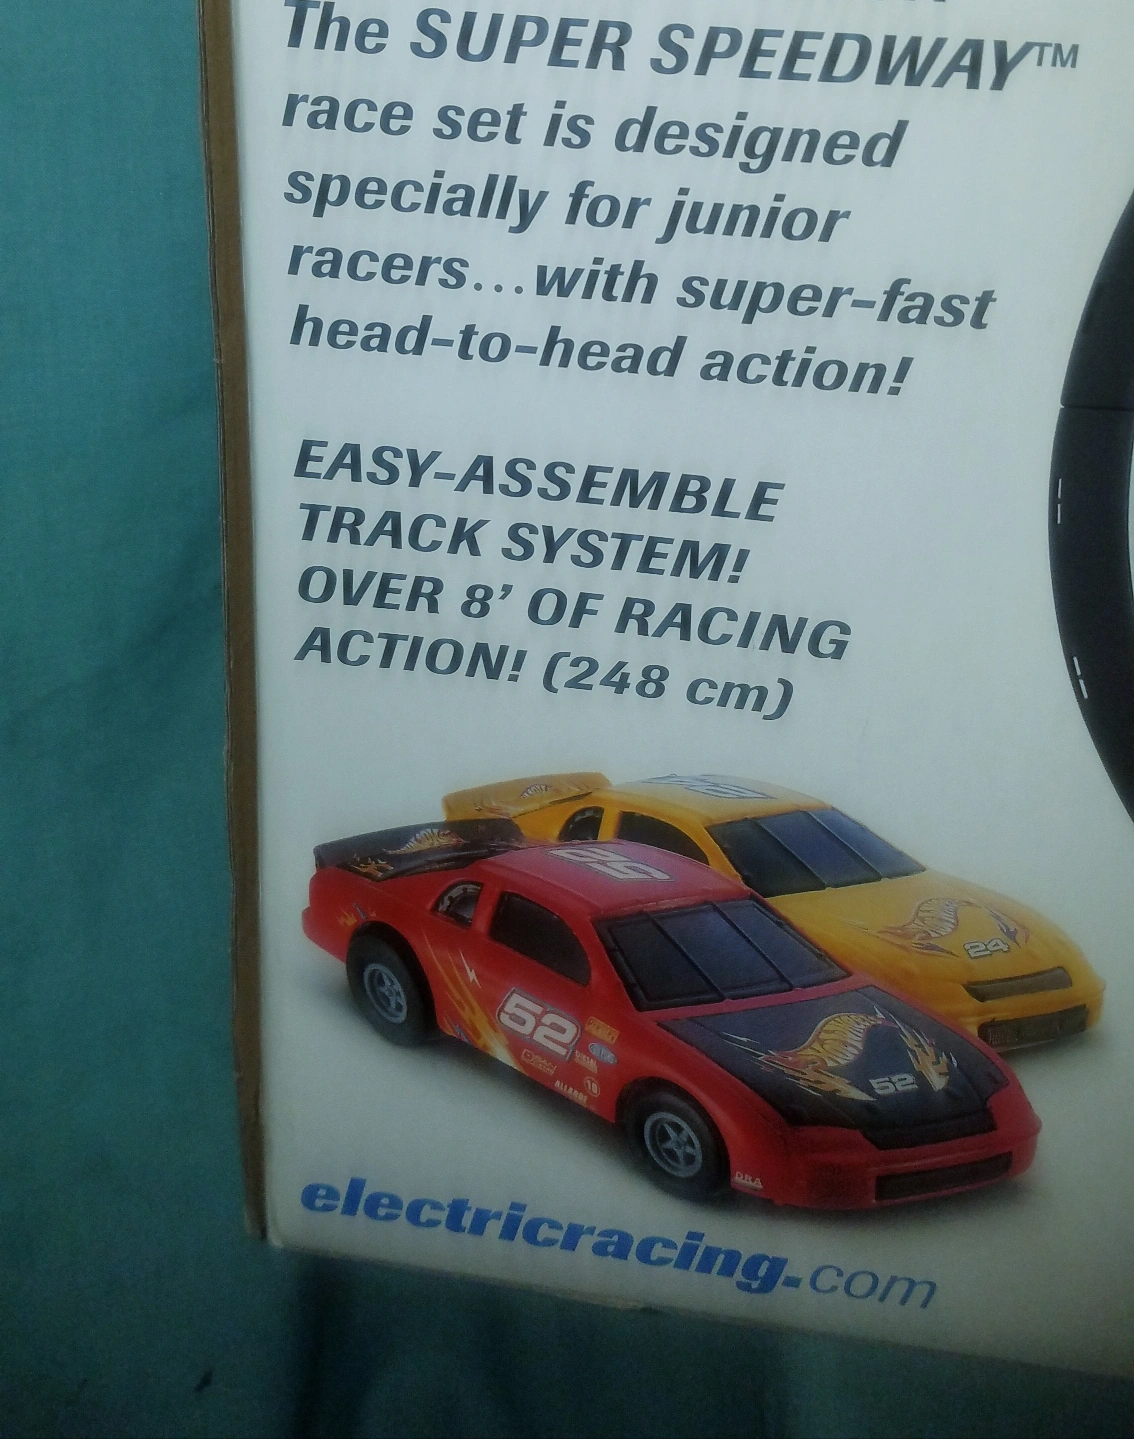 The SUPER SPEEDWAY™
race set is designed
specially for junior
racers...with super-fast
head-to-head action!
EASY-ASSEMBLE
TRACK SYSTEM!
OVER 8' OF RACING
ACTION! (248 cm)
24
52
52
electricracing.com